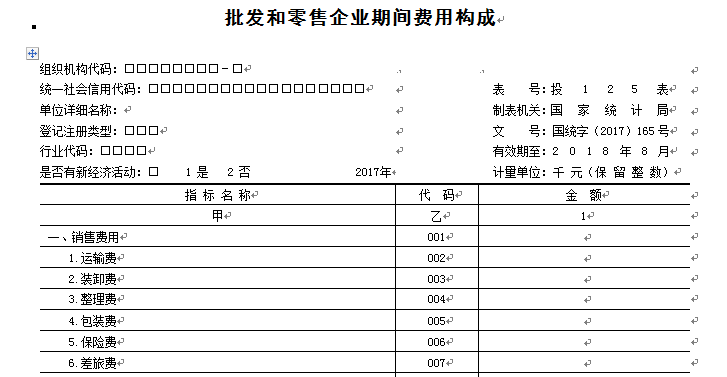 批发和零售企业期间费用构成
组织机构代码：□□□□□□□□-□
统一社会信用代码：□□□□□□□□□□□□□□□□□□ 表 号：投 1 2 5 表
单位详细名称： 制表机关：国 家 统 计 局
登记注册类型：□□□ 文 号：国统字（2017）165号
行业代码：□□□□ 有效期至：2 0 1 8 年 8 月
是否有新经济活动：□ 1 是 2 否 2017年 计量单位：千 元（保 留 整 数）
指 标 名 称 代 码 金 额
甲 乙 1
一、销售费用 001
1.运输费 002
2.装卸费 003
3.整理费 004
4.包装费 005
5.保险费 006
6.差旅费 007